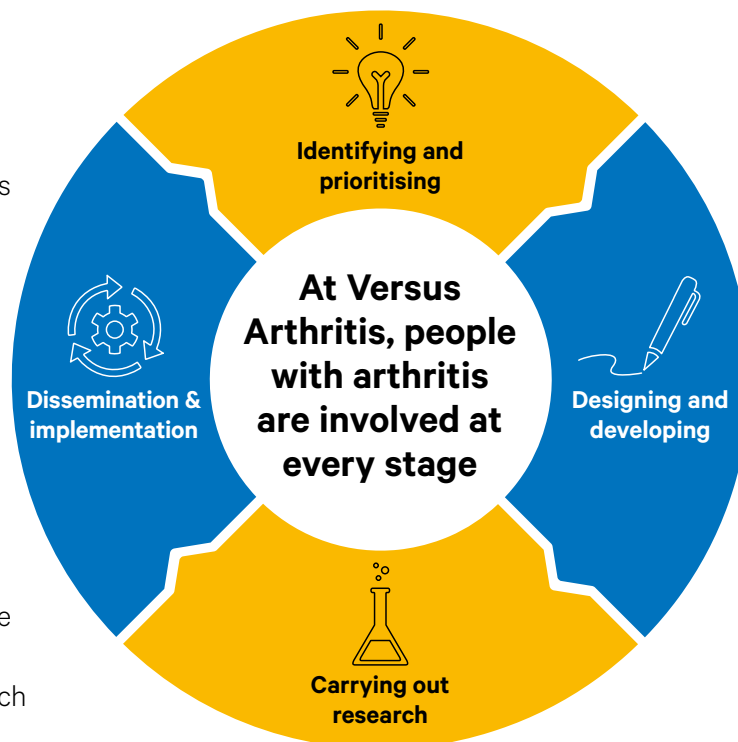 Identifying and
prioritising
s
At Versus
Arthritis, people
with arthritis
are involved at
every stage
Dissemination &
implementation
Designing and
developing
e
ch
Carrying out
research